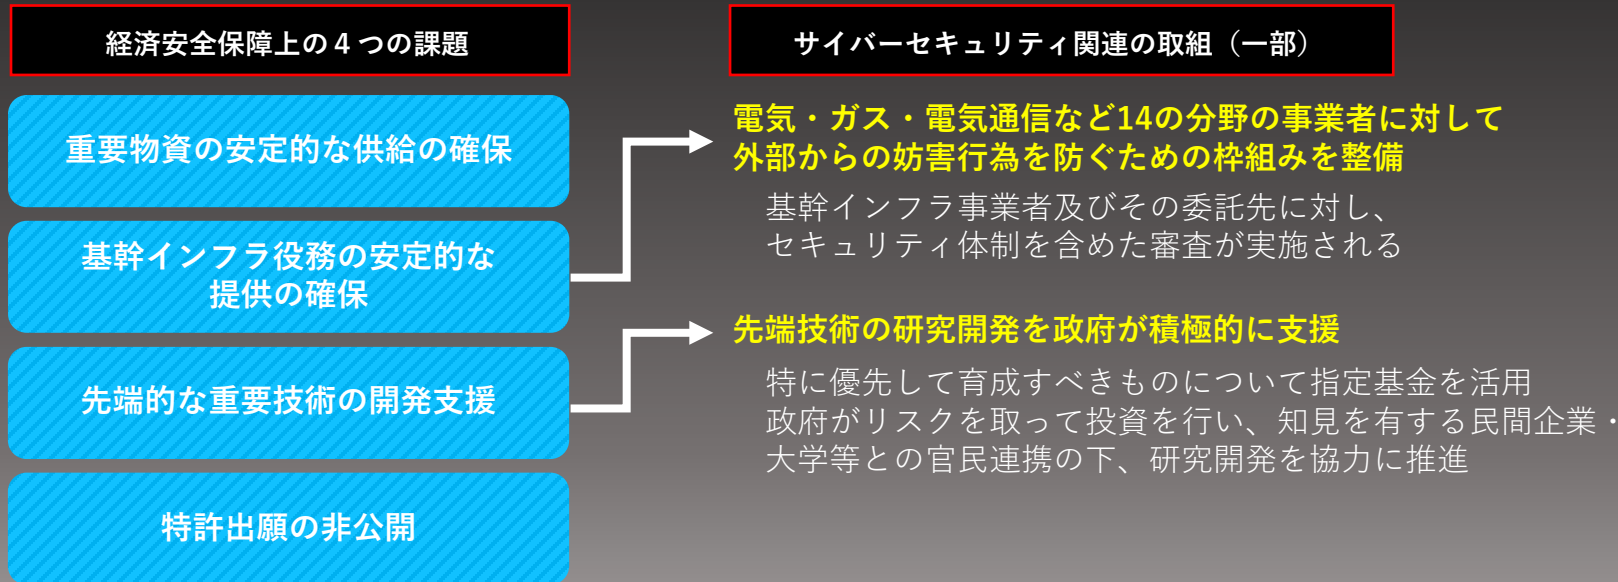 経済安全保障上の４つの課題
重要物資の安定的な供給の確保
基幹インフラ役務の安定的な
提供の確保
先端的な重要技術の開発支援
特許出願の非公開
サイバーセキュリティ関連の取組（一部）
電気・ガス・電気通信など14の分野の事業者に対して
外部からの妨害行為を防ぐための枠組みを整備
基幹インフラ事業者及びその委託先に対し、
セキュリティ体制を含めた審査が実施される
先端技術の研究開発を政府が積極的に支援
特に優先して育成すべきものについて指定基金を活用
政府がリスクを取って投資を行い、知見を有する民間企業・
大学等との官民連携の下、研究開発を協力に推進